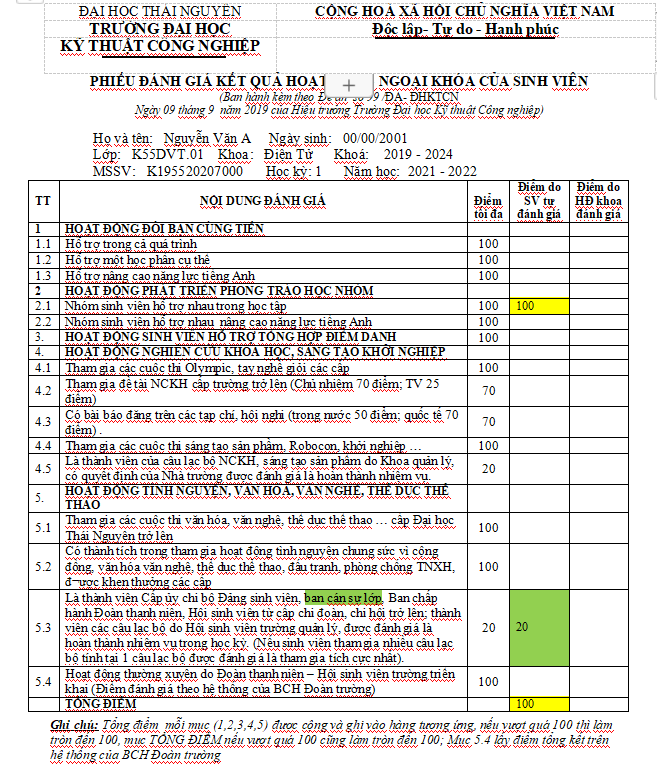 ĐẠI HỌC THÁI NGUYÊN
CỘNG HOÀ XÃ HỘI CHỦ NGHĨA VIỆT NAM
TRƯỜNG ĐẠI HỌC
Độc lập- Tự do - Hạnh phúc
KỸ THUẬT CÔNG NGHIỆP
PHIẾU ĐÁNH GIÁ KẾT QUẢ HOẠT NGOẠI KHÓA CỦA SINH VIÊN
(Ban hành kèm theo Đề án số /ĐA- ĐHKTCN
Ngày 09 tháng 9 năm 2019 của Hiệu trưởng Trường Đại học Kỹ thuật Công nghiệp)
Họ và tên: Nguyễn Văn A Ngày sinh: 00/00/2001
Lớp: K55DVT.01 Khoa: Điện Tử Khoá: 2019 - 2024
MSSV: K195520207000 Học kỳ: 1 Năm học: 2021 - 2022
TT NỘI DUNG ĐÁNH GIÁ Điểm tối đa Điểm do SV tự đánh giá Điểm do HĐ khoa đánh giá
1 HOẠT ĐỘNG ĐÔI BẠN CÙNG TIẾN
1.1 Hỗ trợ trong cả quá trình 100
1.2 Hỗ trợ một học phần cụ thể 100
1.3 Hỗ trợ nâng cao năng lực tiếng Anh 100
2 HOẠT ĐỘNG PHÁT TRIỂN PHONG TRÀO HỌC NHÓM
2.1 Nhóm sinh viên hỗ trợ nhau trong học tập 100 100
2.2 Nhóm sinh viên hỗ trợ nhau nâng cao năng lực tiếng Anh 100
3. HOẠT ĐỘNG SINH VIÊN HỖ TRỢ TỔNG HỢP ĐIỂM DANH 100
4. HOẠT ĐỘNG NGHIÊN CỨU KHOA HỌC, SÁNG TẠO KHỞI NGHIỆP
4.1 Tham gia các cuộc thi Olympic, tay nghề giỏi các cấp 100
4.2 Tham gia đề tài NCKH cấp trường trở lên (Chủ nhiệm 70 điểm; TV 25 70
điểm)
4.3 Có bài báo đăng trên các tạp chí, hội nghị (trong nước 50 điểm; quốc tế 70 70
điểm) .
4.4 Tham gia các cuộc thi sáng tạo sản phẩm, Robocon, khởi nghiệp … 100
4.5 Là thành viên của câu lạc bộ NCKH, sáng tạo sản phẩm do Khoa quản lý, 20
có quyết định của Nhà trường được đánh giá là hoàn thành nhiệm vụ.
5. HOẠT ĐỘNG TÌNH NGUYỆN, VĂN HÓA, VĂN NGHỆ, THỂ DỤC THỂ
THAO
5.1 Tham gia các cuộc thi văn hóa, văn nghệ, thể dục thể thao … cấp Đại học 100
Thái Nguyên trở lên
5.2 Có thành tích trong tham gia hoạt động tình nguyện chung sức vì cộng 100
đồng, văn hóa văn nghệ, thể dục thể thao, đấu tranh, phòng chống TNXH,
đ¬ược khen thưởng các cấp
5.3 Là thành viên Cấp ủy chi bộ Đảng sinh viên, ban cán sự lớp, Ban chấp 20 20
hành Đoàn thanh niên, Hội sinh viên từ cấp chi đoàn, chi hội trở lên; thành
viên các câu lạc bộ do Hội sinh viên trường quản lý, được đánh giá là
hoàn thành nhiệm vụ trong học kỳ. (Nếu sinh viên tham gia nhiều câu lạc
bộ tính tại 1 câu lạc bộ được đánh giá là tham gia tích cực nhất).
5.4 Hoạt động thường xuyên do Đoàn thanh niên – Hội sinh viên trường triển 100
khai (Điểm đánh giá theo hệ thống của BCH Đoàn trường)
TỔNG ĐIỂM 100
Ghi chú: Tổng điểm mỗi mục (1,2,3,4,5) được cộng và ghi vào hàng tương ứng, nếu vượt quá 100 thì làm
tròn đến 100, mục TỔNG ĐIỂM nếu vượt quá 100 cũng làm tròn đến 100; Mục 5.4 lấy điểm tổng kết trên
hệ thống của BCH Đoàn trường